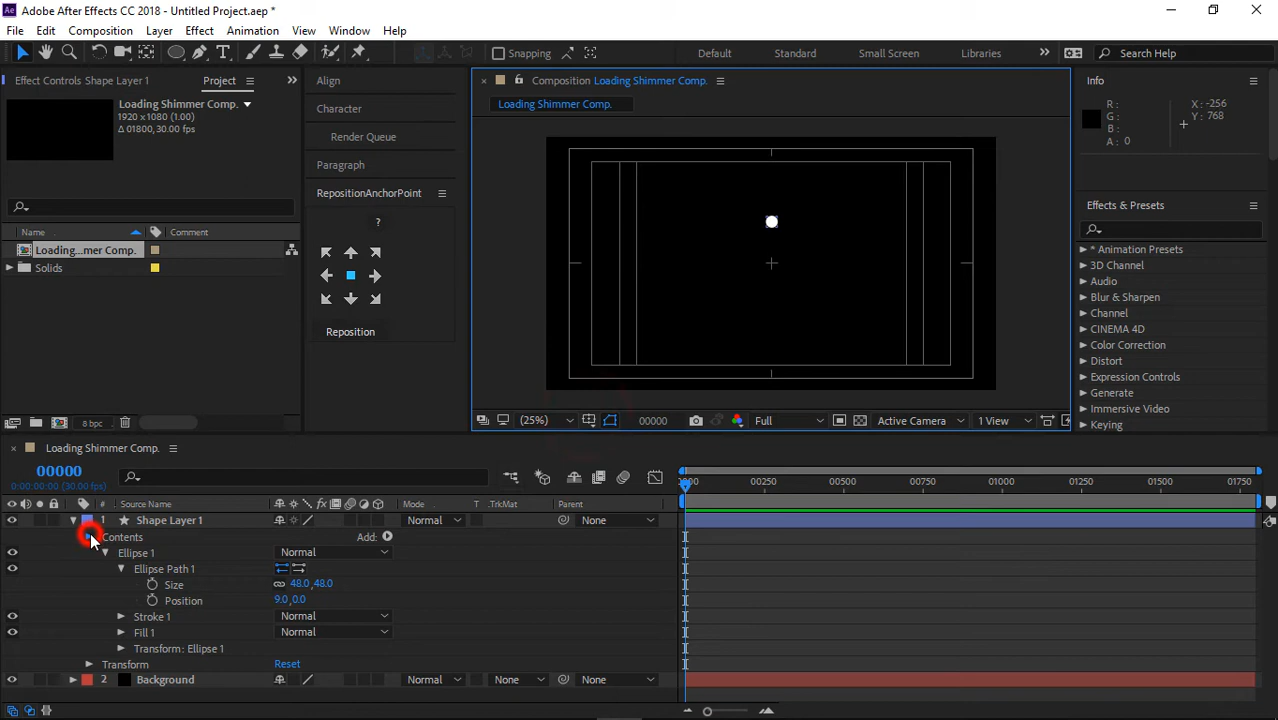 Adobe After Effects CC 2018 - Untitled Project.aep *
File Edit Composition Layer Effect Animation View Window Help
Snapping Default Standard Small Screen Libraries Search Help
Effect Controls Shape Layer 1 Project
Loading Shimmer Comp.
1920 x 1080 (1.00)
Δ 01800, 30.00 fps
Name Comment
Loading...mer Comp.
Solids
8 bpc
Align
Character
Render Queue
Paragraph
RepositionAnchorPoint
?
Reposition
Composition Loading Shimmer Comp.
Loading Shimmer Comp.
(25%) 00000 Full Active Camera 1 View
Info
R:
G:
B:
A: 0
X: -256
Y: 768
Effects & Presets
* Animation Presets
3D Channel
Audio
Blur & Sharpen
Channel
CINEMA 4D
Color Correction
Distort
Expression Controls
Generate
Immersive Video
Keying
Loading Shimmer Comp.
00000
0:00:00:00 (30.00 fps)
# Source Name Mode T TrkMat Parent
0000 00250 00500 00750 01000 01250 01500 01750
1 Shape Layer 1 Normal None
Contents Add:
Ellipse 1 Normal
Ellipse Path 1
Size 48.0,48.0
Position 9.0,0.0
Stroke 1 Normal
Fill 1 Normal
Transform: Ellipse 1
Transform Reset
2 Background Normal None None